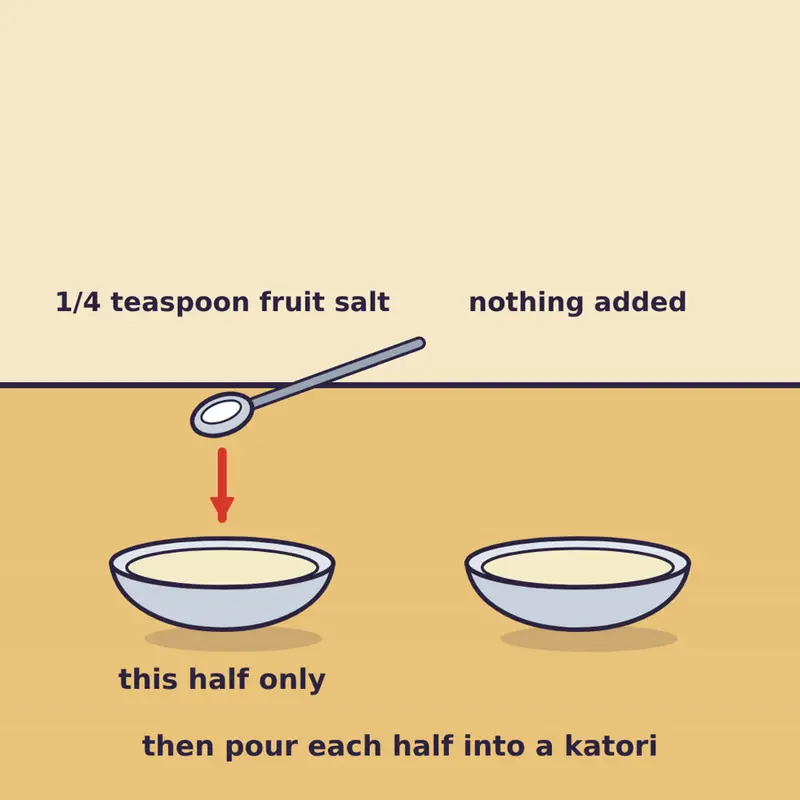 1/4 teaspoon fruit salt
nothing added
this half only
then pour each half into a katori